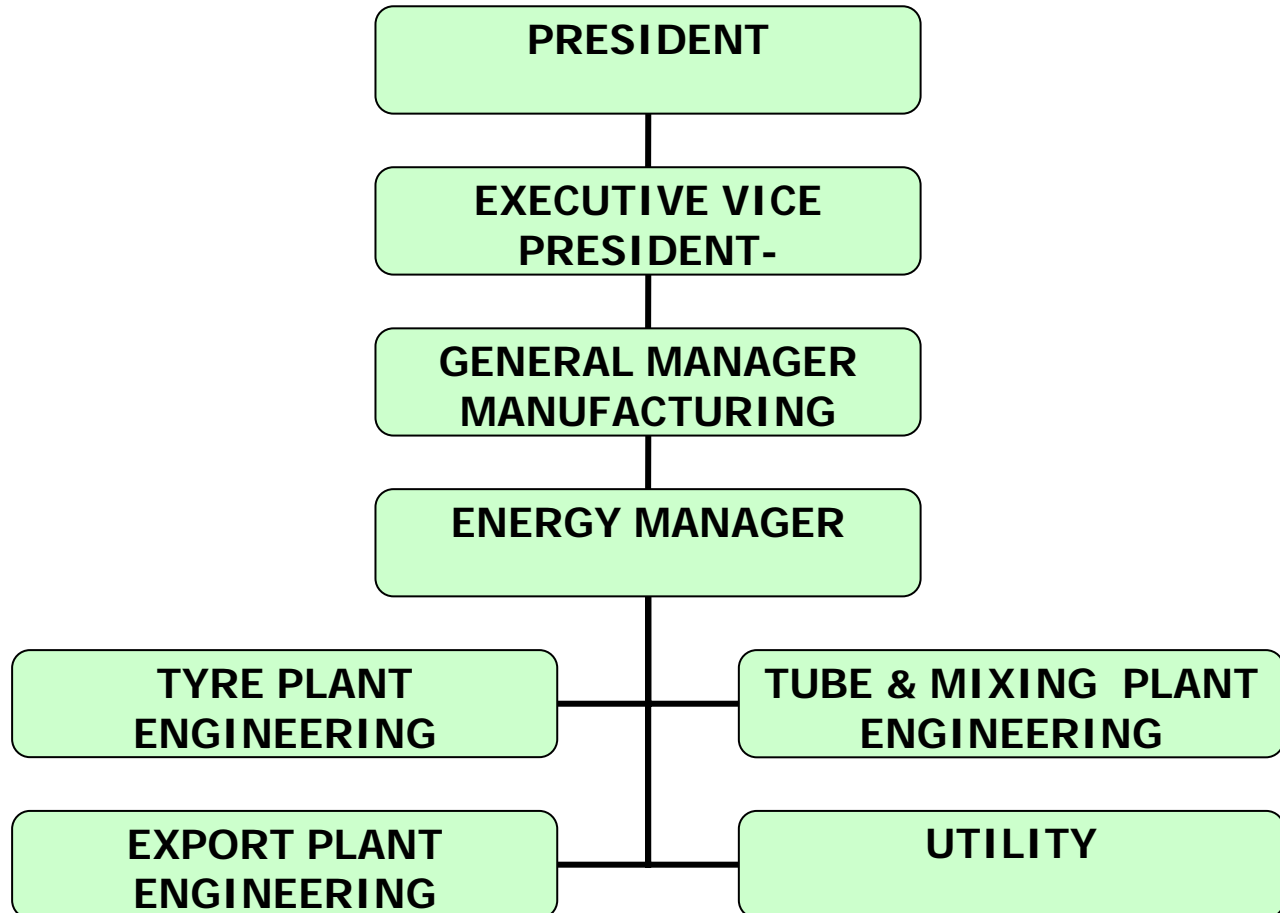 PRESIDENT
EXECUTIVE VICE
PRESIDENT-
GENERAL MANAGER
MANUFACTURING
ENERGY MANAGER
TYRE PLANT
ENGINEERING
TUBE & MIXING PLANT
ENGINEERING
EXPORT PLANT
ENGINEERING
UTILITY